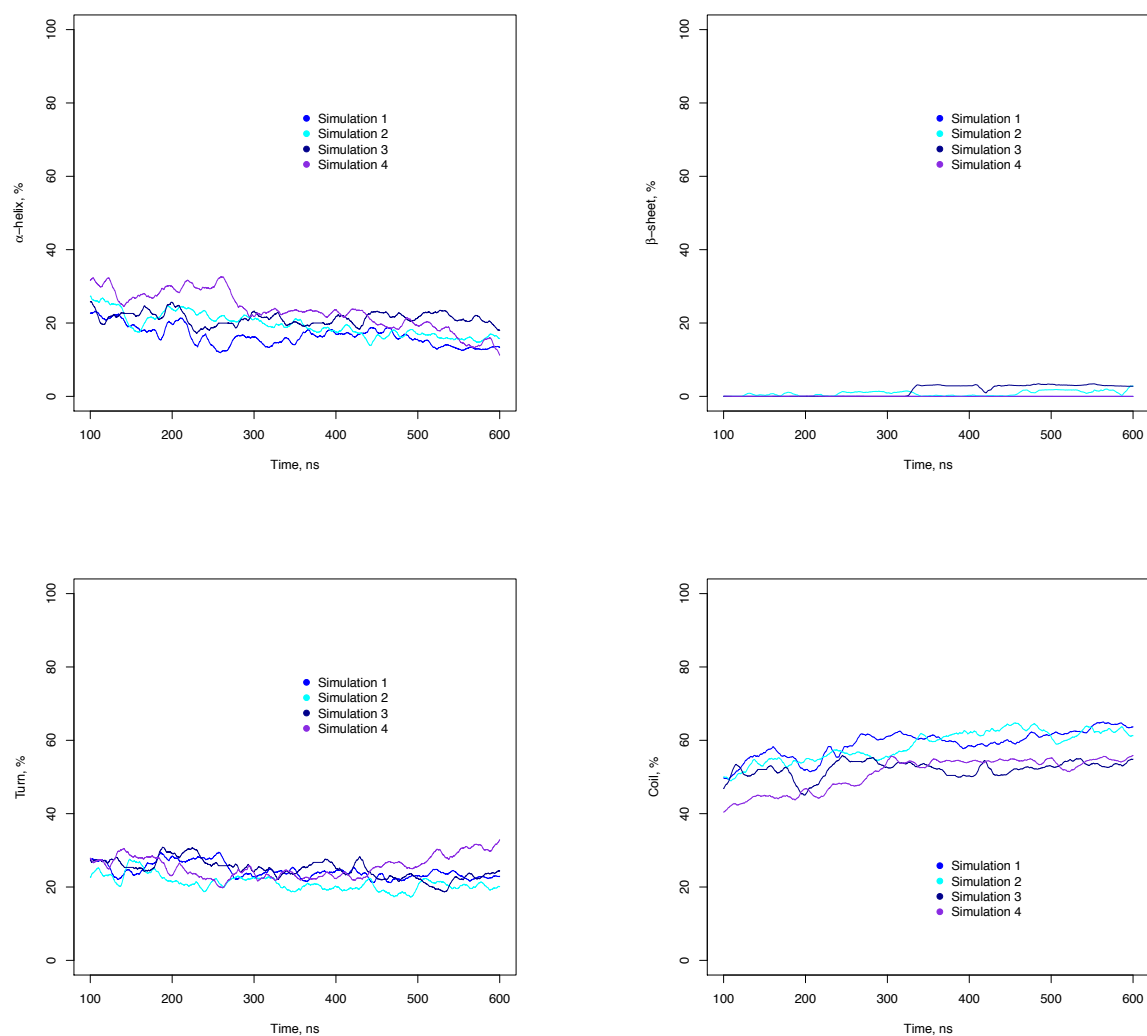 α−helix, %
100
80
60
40
20
0
Simulation 1
Simulation 2
Simulation 3
Simulation 4
100 200 300 400 500 600
Time, ns
β−sheet, %
100
80
60
40
20
0
Simulation 1
Simulation 2
Simulation 3
Simulation 4
100 200 300 400 500 600
Time, ns
Turn, %
100
80
60
40
20
0
Simulation 1
Simulation 2
Simulation 3
Simulation 4
100 200 300 400 500 600
Time, ns
Coil, %
100
80
60
40
20
0
Simulation 1
Simulation 2
Simulation 3
Simulation 4
100 200 300 400 500 600
Time, ns